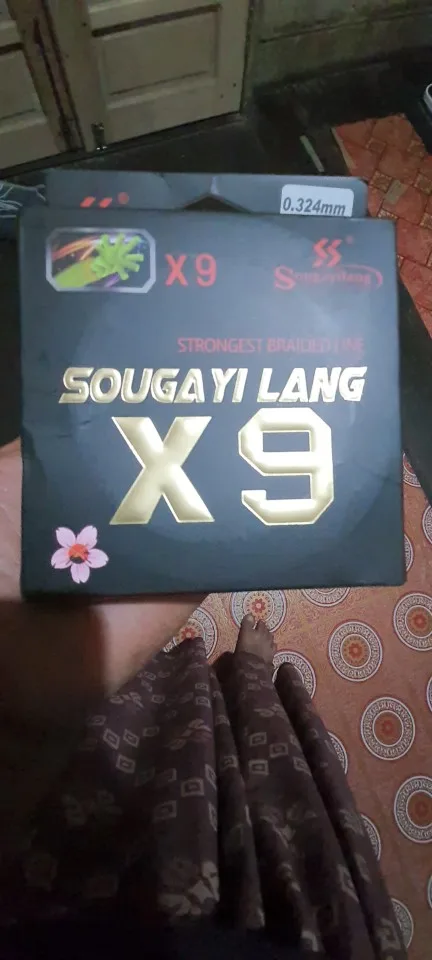 0.324mm
X9
Sougayilang
STRONGEST BRAIDED LINE
SOUGAYI LANG
X9